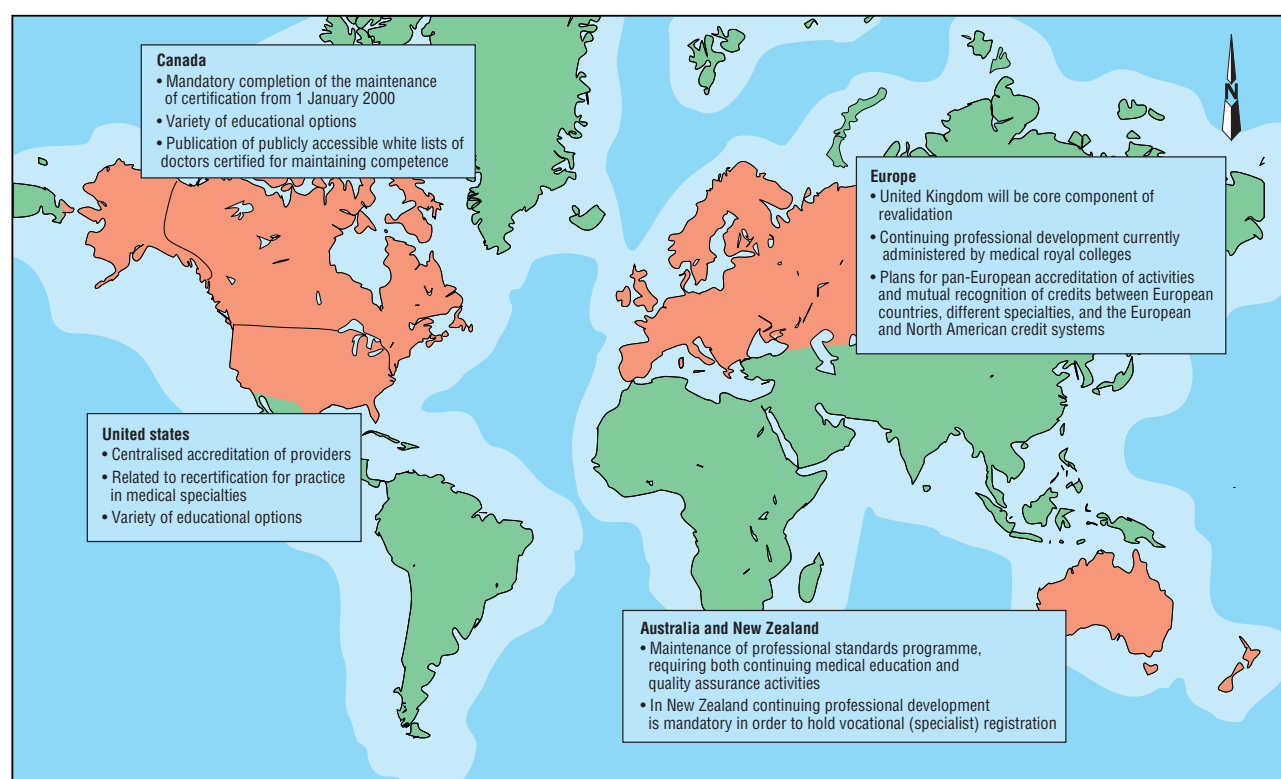 Canada
• Mandatory completion of the maintenance
of certification from 1 January 2000
• Variety of educational options
• Publication of publicly accessible white lists of
doctors certified for maintaining competence
N
Europe
• United Kingdom will be core component of
revalidation
• Continuing professional development currently
administered by medical royal colleges
• Plans for pan-European accreditation of activities
and mutual recognition of credits between European
countries, different specialties, and the European
and North American credit systems
United states
• Centralised accreditation of providers
• Related to recertification for practice
in medical specialties
• Variety of educational options
Australia and New Zealand
• Maintenance of professional standards programme,
requiring both continuing medical education and
quality assurance activities
• In New Zealand continuing professional development
is mandatory in order to hold vocational (specialist) registration